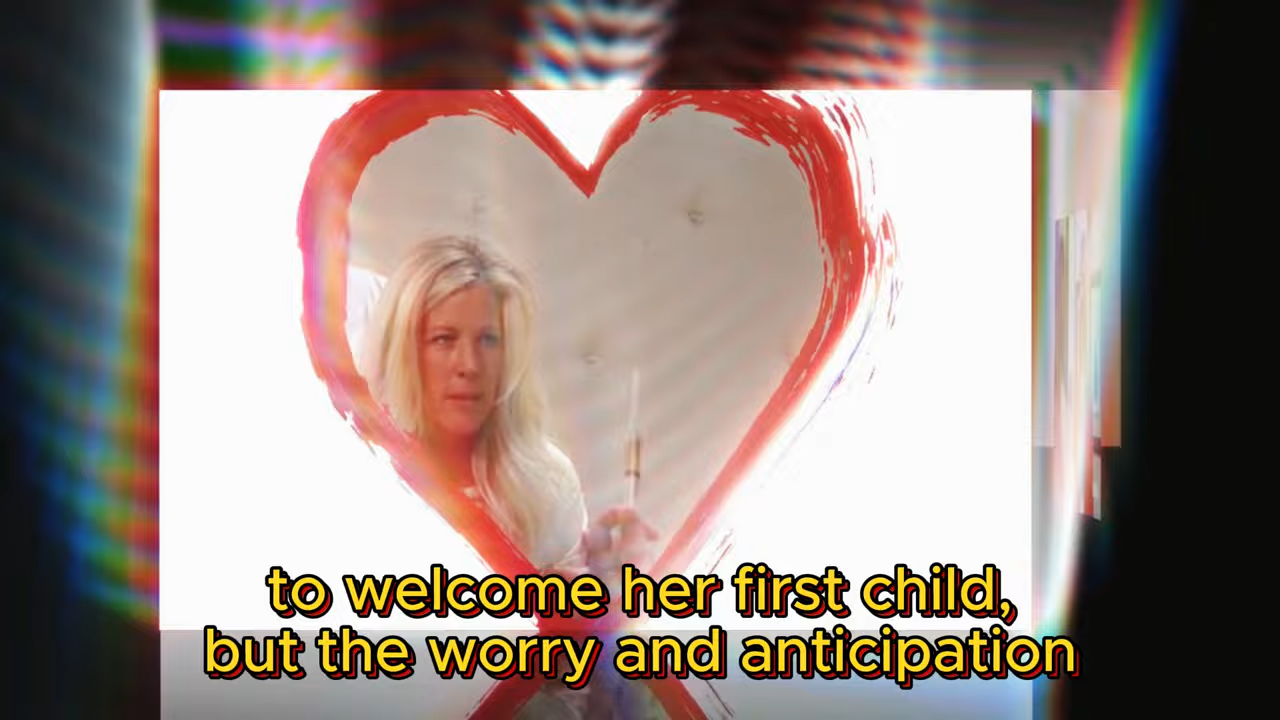 to welcome her first child,
but the worry and anticipation